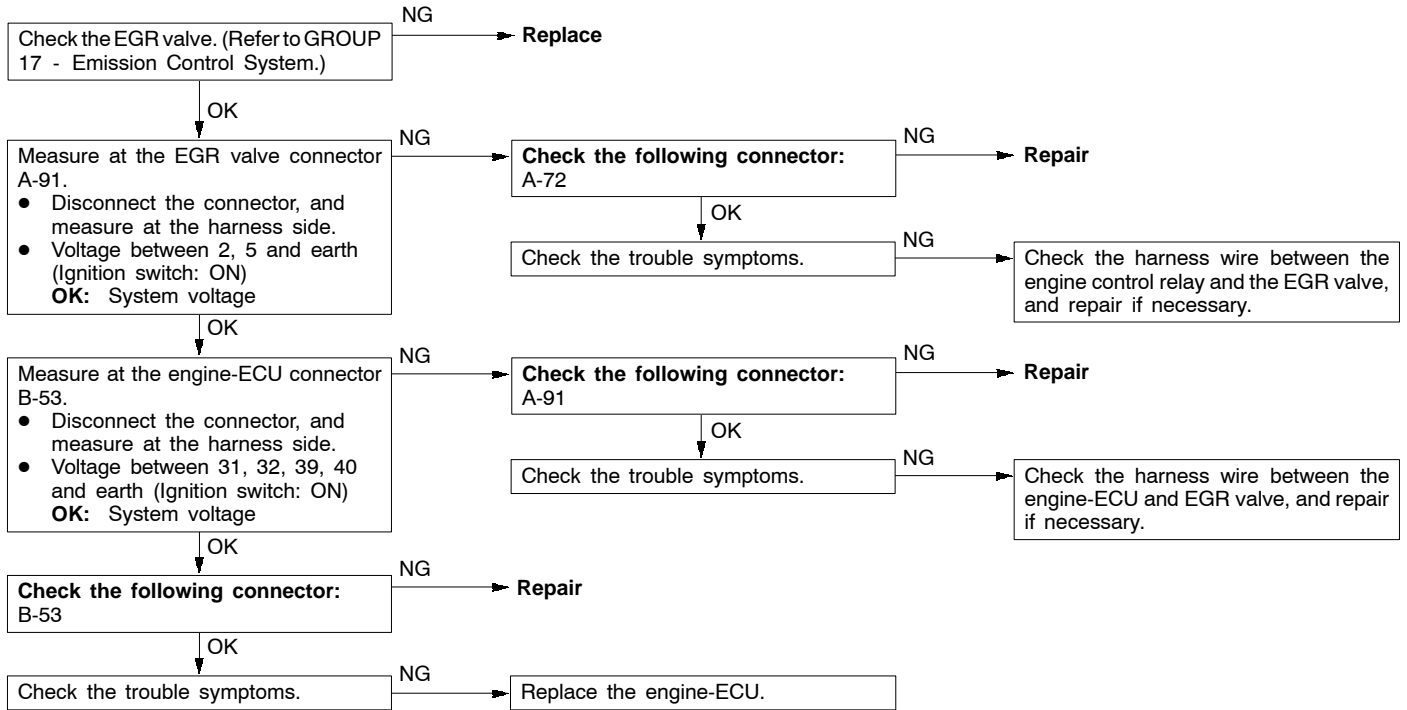 Check the EGR valve. (Refer to GROUP
17 - Emission Control System.)
NG
Replace
OK
Measure at the EGR valve connector
A-91.
● Disconnect the connector, and
measure at the harness side.
● Voltage between 2, 5 and earth
(Ignition switch: ON)
OK: System voltage
NG
Check the following connector:
A-72
NG
Repair
OK
Check the trouble symptoms.
NG
Check the harness wire between the
engine control relay and the EGR valve,
and repair if necessary.
OK
Measure at the engine-ECU connector
B-53.
● Disconnect the connector, and
measure at the harness side.
● Voltage between 31, 32, 39, 40
and earth (Ignition switch: ON)
OK: System voltage
NG
Check the following connector:
A-91
NG
Repair
OK
Check the trouble symptoms.
NG
Check the harness wire between the
engine-ECU and EGR valve, and repair
if necessary.
OK
Check the following connector:
B-53
NG
Repair
OK
Check the trouble symptoms.
NG
Replace the engine-ECU.